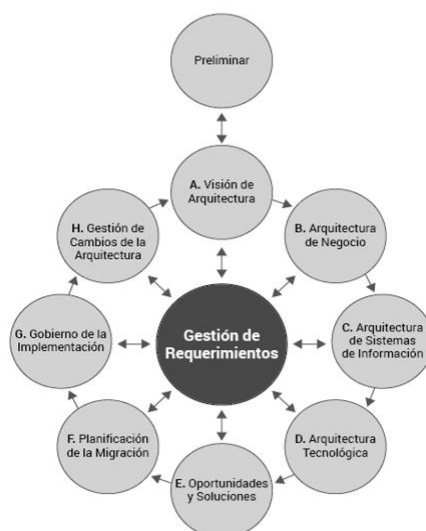 Preliminar
A. Visión de
Arquitectura
H. Gestión de
Cambios de la
Arquitectura
B. Arquitectura
de Negocio
G. Gobierno de la
Implementación
Gestión de
Requerimientos
C. Arquitectura
de Sistemas
de Información
F. Planificación
de la Migración
D. Arquitectura
Tecnológica
E. Oportunidades
y Soluciones